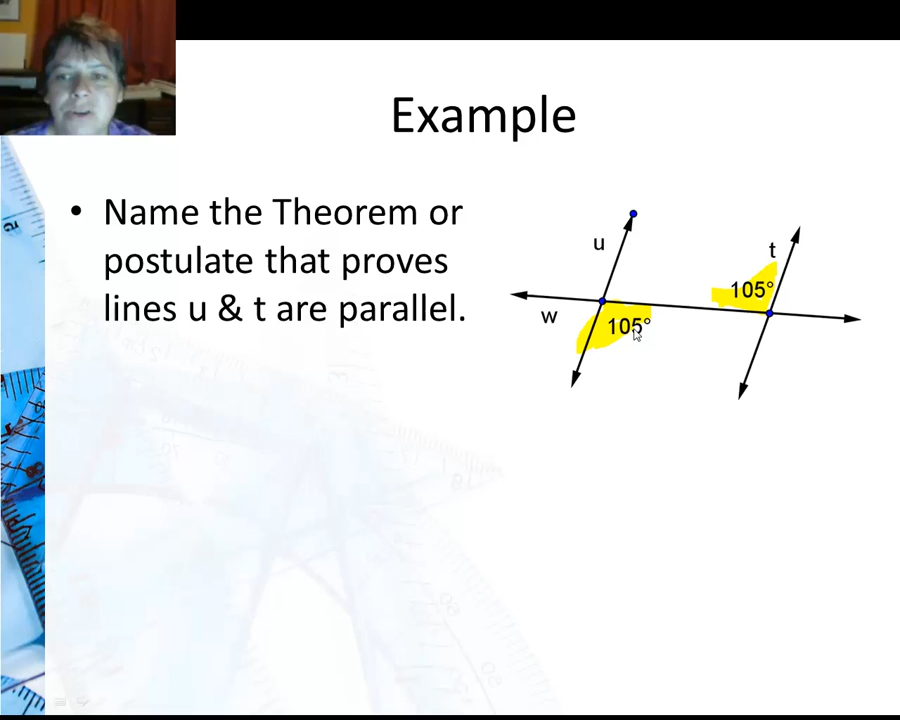 Example
• Name the Theorem or
postulate that proves
lines u & t are parallel.
u
t
105°
w
105°